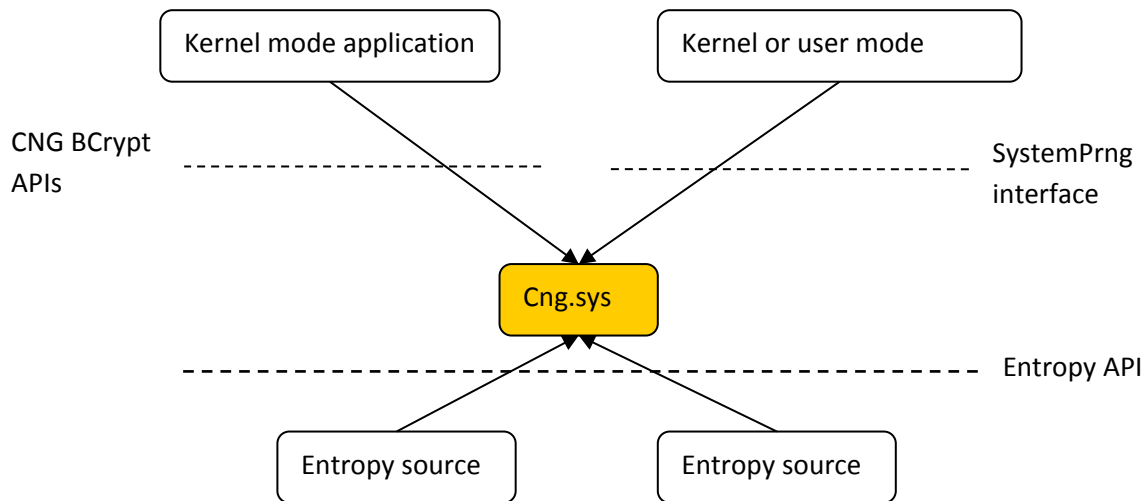 Kernel mode application
Kernel or user mode
CNG BCrypt
APIs
SystemPrng
interface
Cng.sys
Entropy API
Entropy source
Entropy source